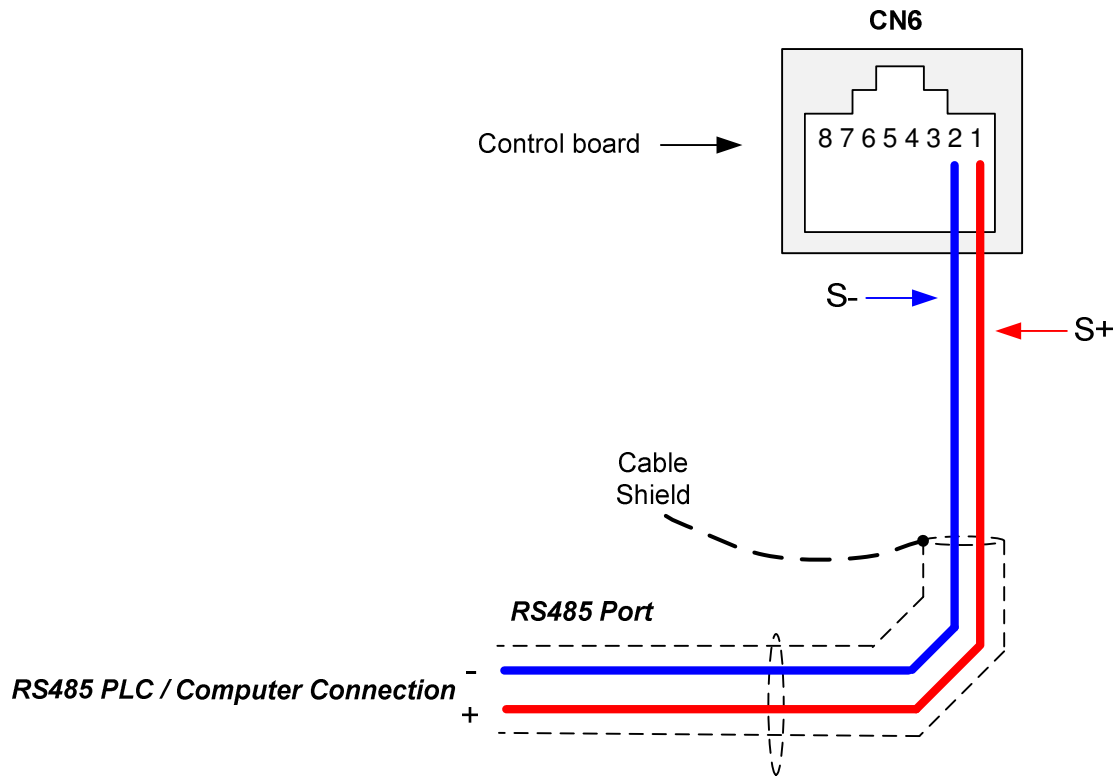 CN6
Control board
8 7 6 5 4 3 2 1
S-
S+
Cable
Shield
RS485 Port
-
RS485 PLC / Computer Connection
+